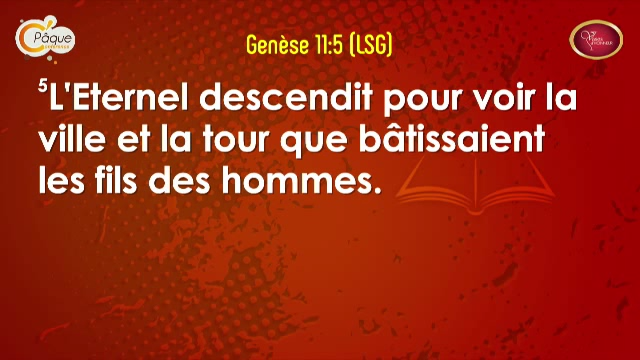 Pâque
Genèse 11:5 (LSG)
5L'Eternel descendit pour voir la
ville et la tour que bâtissaient
les fils des hommes.